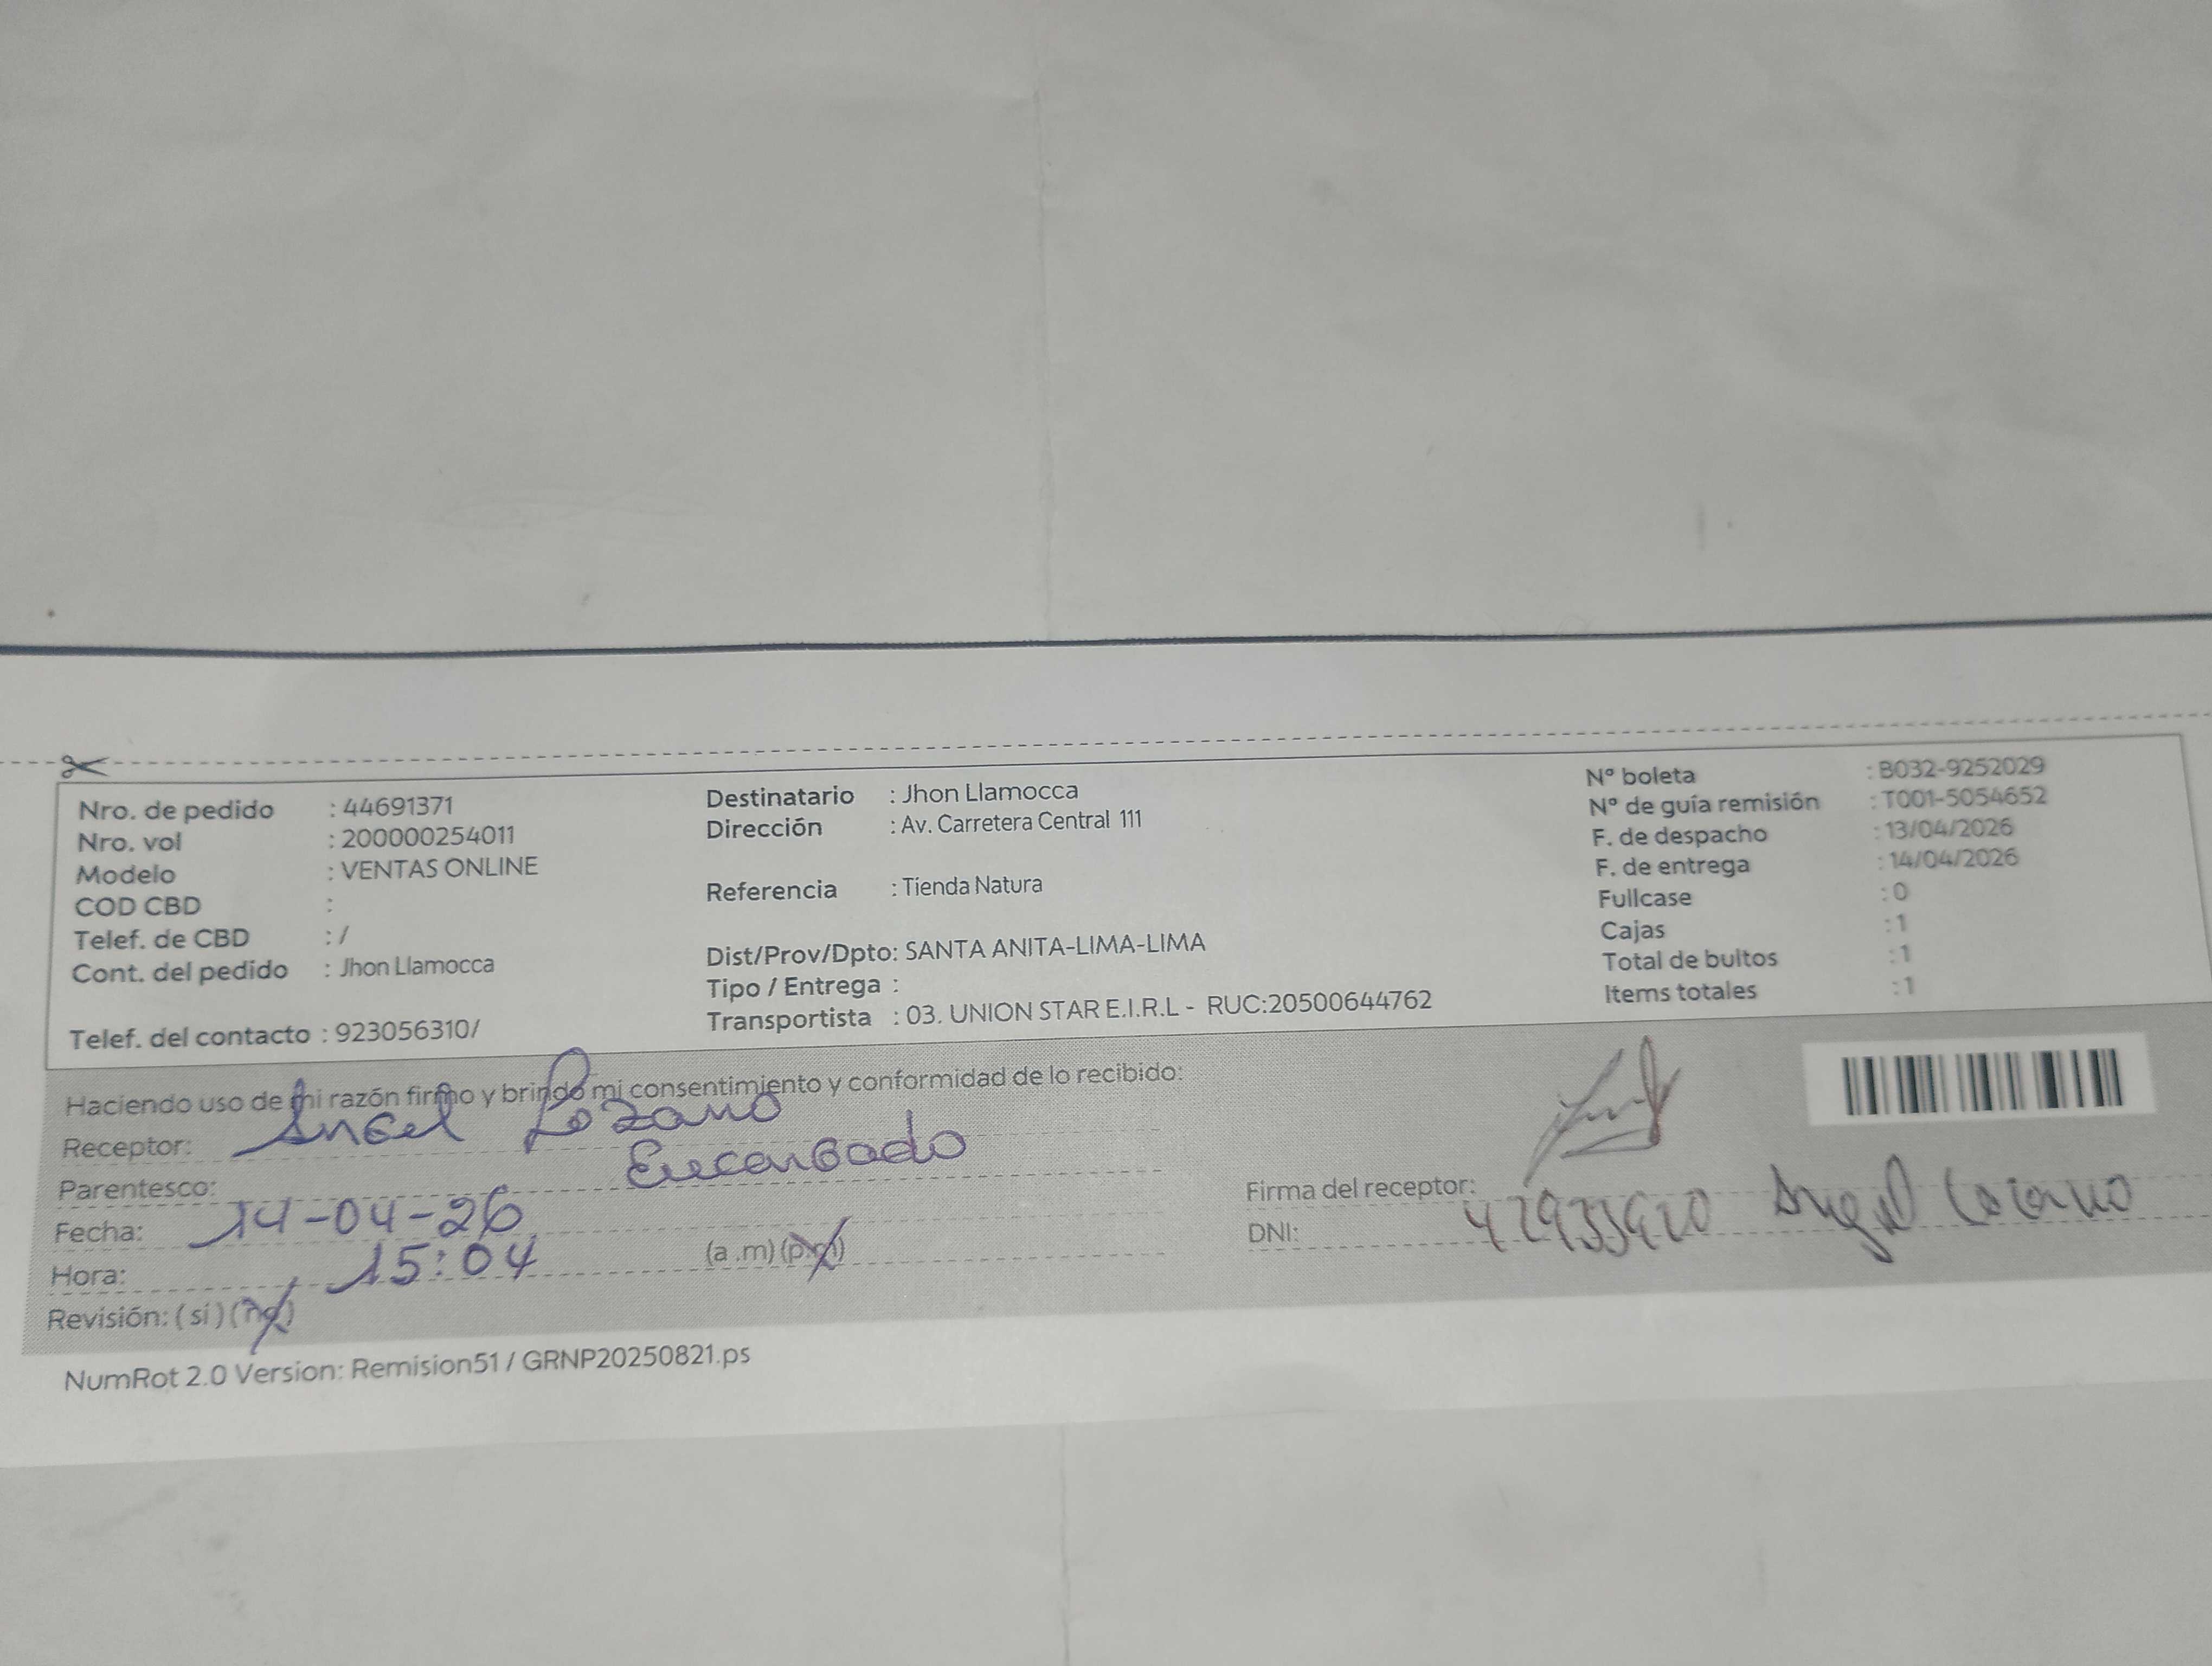 Nro. de pedido : 44691371
Nro. vol : 200000254011
Modelo : VENTAS ONLINE
COD CBD :
Telef. de CBD : /
Cont. del pedido : Jhon Llamocca
Telef. del contacto : 923056310/
Destinatario : Jhon Llamocca
Dirección : Av. Carretera Central 111
Referencia : Tienda Natura
Dist/Prov/Dpto: SANTA ANITA-LIMA-LIMA
Tipo / Entrega :
Transportista : 03. UNION STAR E.I.R.L - RUC:20500644762
N° boleta : B032-9252029
N° de guía remisión : T001-5054652
F. de despacho : 13/04/2026
F. de entrega : 14/04/2026
Fullcase : 0
Cajas : 1
Total de bultos : 1
Items totales : 1
Haciendo uso de mi razón firmo y brindo mi consentimiento y conformidad de lo recibido:
Receptor: Angel Lozano
Parentesco: Encargado
Fecha: 14-04-26
Hora: 15:04 (a.m) (p.m)
Revisión: (si) (no)
Firma del receptor:
DNI: Angel Lozano
NumRot 2.0 Version: Remision51 / GRNP20250821.ps